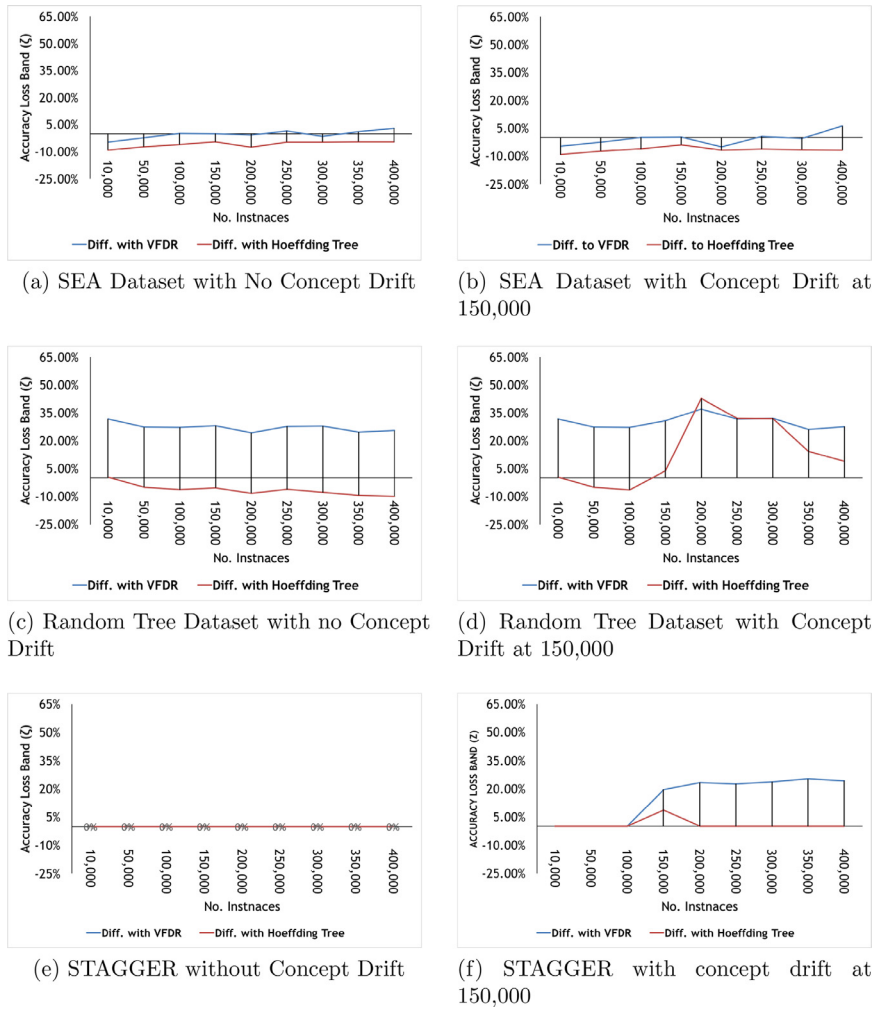 65.00%
50.00%
35.00%
20.00%
5.00%
-10.00%
-25.00%
Accuracy Loss Band (ζ)
10,000
50,000
100,000
150,000
200,000
250,000
300,000
350,000
400,000
No. Instnaces
Diff. with VFDR
Diff. with Hoeffding Tree
(a) SEA Dataset with No Concept Drift
65.00%
50.00%
35.00%
20.00%
5.00%
-10.00%
-25.00%
Accuracy Loss Band (ζ)
10,000
50,000
100,000
150,000
200,000
250,000
300,000
400,000
No. Instnaces
Diff. to VFDR
Diff. to Hoeffding Tree
(b) SEA Dataset with Concept Drift at
150,000
65.00%
50.00%
35.00%
20.00%
5.00%
-10.00%
-25.00%
Accuracy Loss Band (ζ)
10,000
50,000
100,000
150,000
200,000
250,000
300,000
350,000
400,000
No. Instnaces
Diff. with VFDR
Diff. with Hoeffding Tree
(c) Random Tree Dataset with no Concept
Drift
65.00%
50.00%
35.00%
20.00%
5.00%
-10.00%
-25.00%
Accuracy Loss Band (ζ)
10,000
50,000
100,000
150,000
200,000
250,000
300,000
350,000
400,000
No. Instances
Diff. with VFDR
Diff. with Hoeffding Tree
(d) Random Tree Dataset with Concept
Drift at 150,000
65%
50%
35%
20%
5%
-10%
-25%
Accuracy Loss Band (ζ)
0% 0% 0% 0% 0% 0% 0% 0% 0%
10,000
50,000
100,000
150,000
200,000
250,000
300,000
350,000
400,000
No. Instnaces
Diff. with VFDR
Diff. with Hoeffding Tree
(e) STAGGER without Concept Drift
65.00%
50.00%
35.00%
20.00%
5.00%
-10.00%
-25.00%
ACCURACY LOSS BAND (Z)
10,000
50,000
100,000
150,000
200,000
250,000
300,000
350,000
400,000
No. Instnaces
Diff. with VFDR
Diff. with Hoeffding Tree
(f) STAGGER with concept drift at
150,000